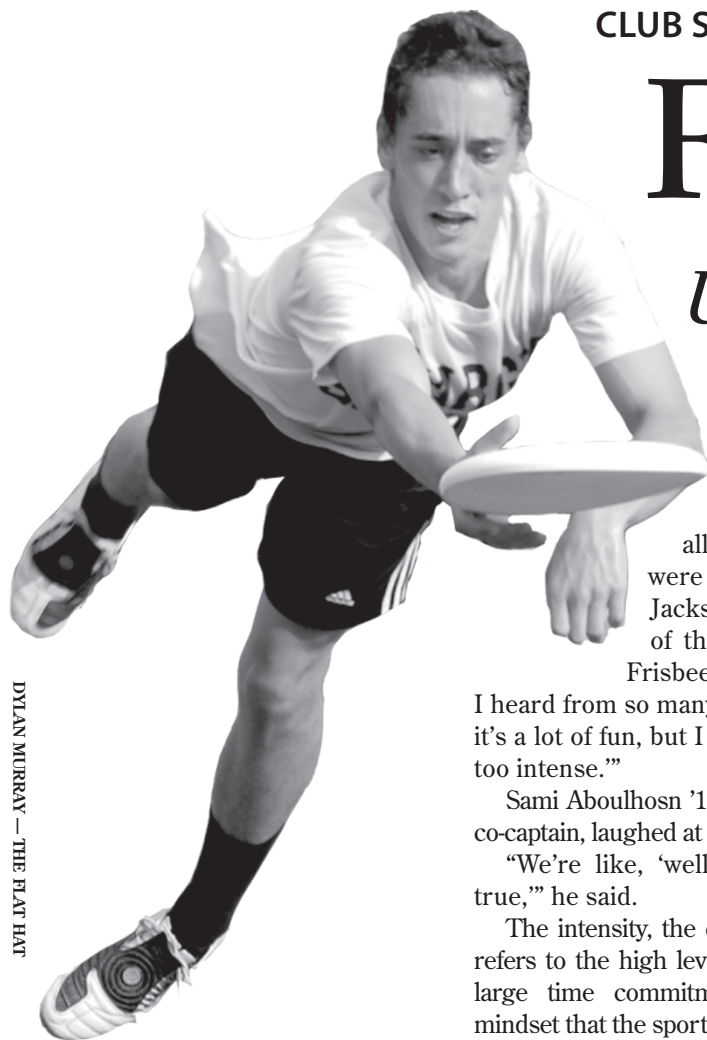 CLUB S
F
U
all
were
Jacks
of th
Frisbee
I heard from so many
it's a lot of fun, but I
too intense.'"
Sami Aboulhosn '1
co-captain, laughed at
"We're like, 'well
true,'" he said.
The intensity, the
refers to the high lev
large time commitm
mindset that the sport
DYLAN MURRAY — THE FLAT HAT
adidas